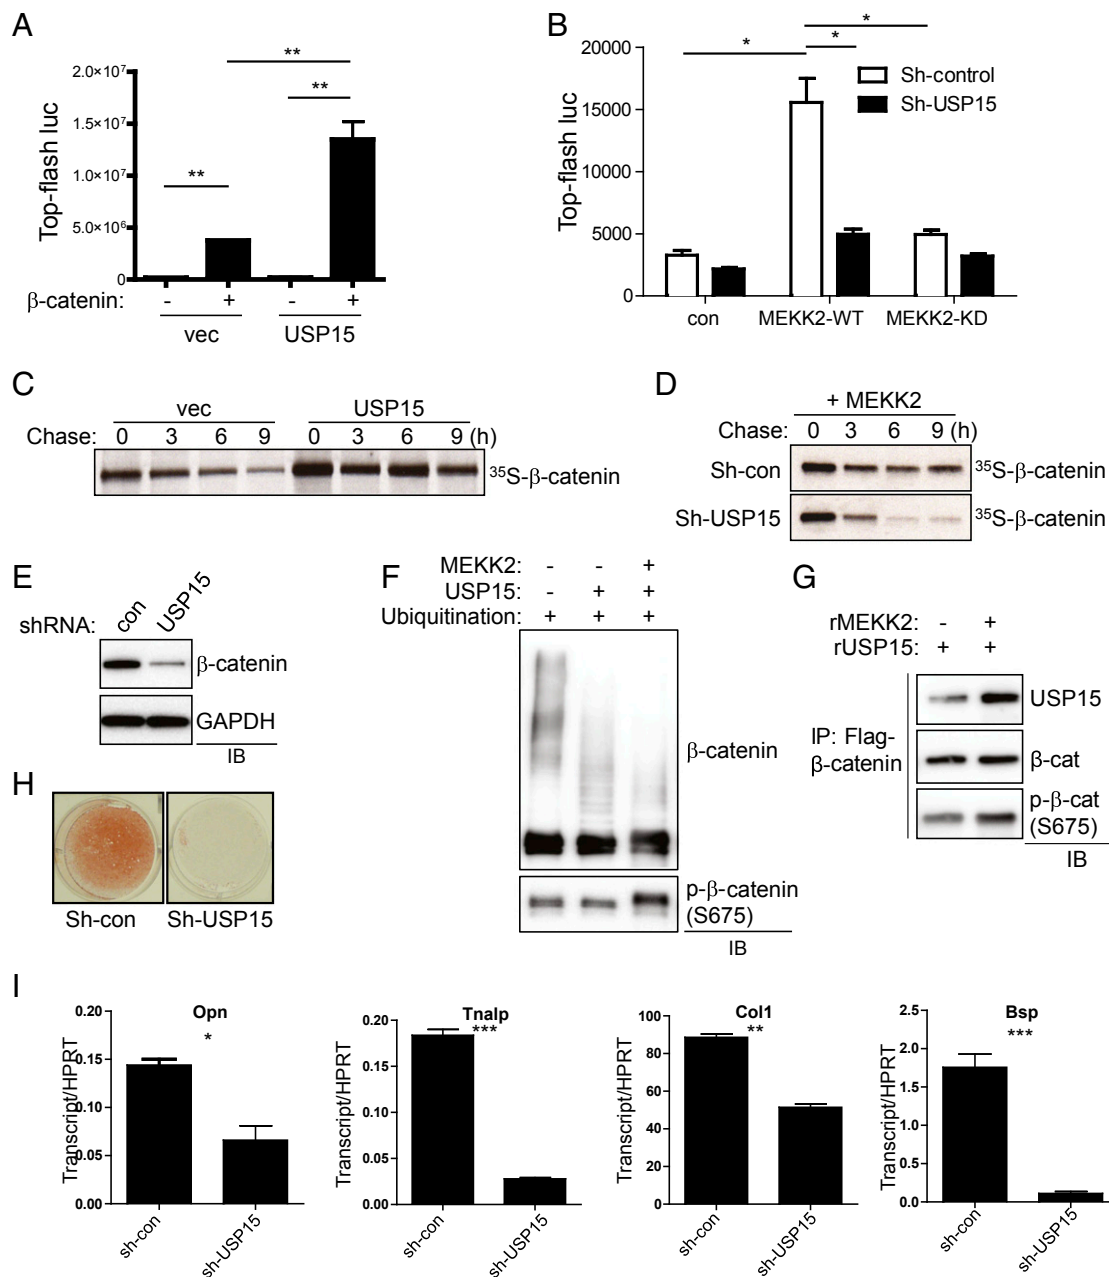 A
Top-flash luc
2.0×10⁷
1.5×10⁷
1.0×10⁷
5.0×10⁶
0
**
**
**
β-catenin: - + - +
vec USP15
B
Top-flash luc
20000
15000
10000
5000
0
*
*
*
Sh-control
Sh-USP15
con MEKK2-WT MEKK2-KD
C
vec USP15
Chase: 0 3 6 9 0 3 6 9 (h)
³⁵S-β-catenin
D
+ MEKK2
Chase: 0 3 6 9 (h)
Sh-con ³⁵S-β-catenin
Sh-USP15 ³⁵S-β-catenin
E
shRNA: con USP15
β-catenin
GAPDH
IB
F
MEKK2: - - +
USP15: - + +
Ubiquitination: + + +
β-catenin
p-β-catenin
(S675)
IB
G
rMEKK2: - +
rUSP15: + +
IP: Flag-
β-catenin
USP15
β-cat
p-β-cat
(S675)
IB
H
Sh-con Sh-USP15
I
Opn
*
Transcript/HPRT
0.20
0.15
0.10
0.05
0.00
sh-con sh-USP15
Tnalp
***
Transcript/HPRT
0.20
0.15
0.10
0.05
0.00
sh-con sh-USP15
Col1
**
Transcript/HPRT
100
80
60
40
20
0
sh-con sh-USP15
Bsp
***
Transcript/HPRT
2.5
2.0
1.5
1.0
0.5
0.0
sh-con sh-USP15